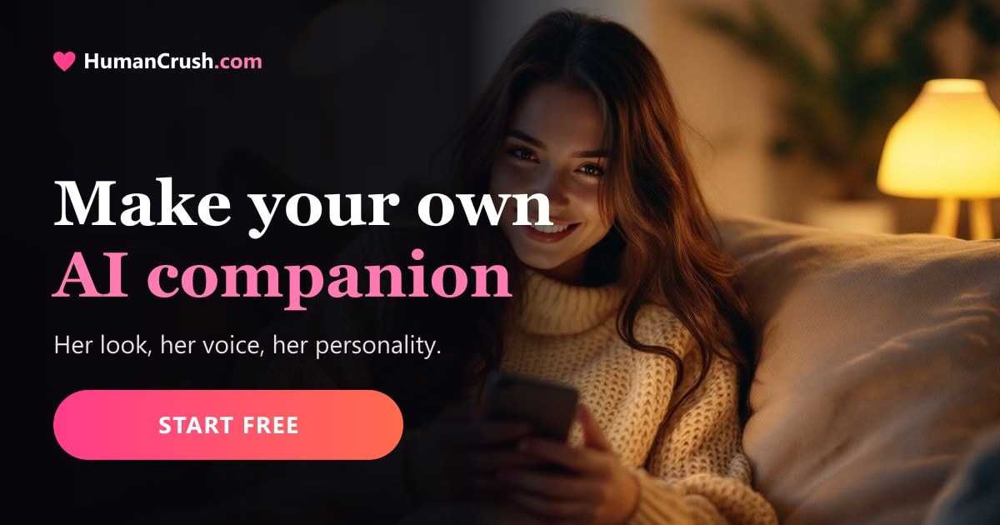 HumanCrush.com
Make your own
AI companion
Her look, her voice, her personality.
START FREE